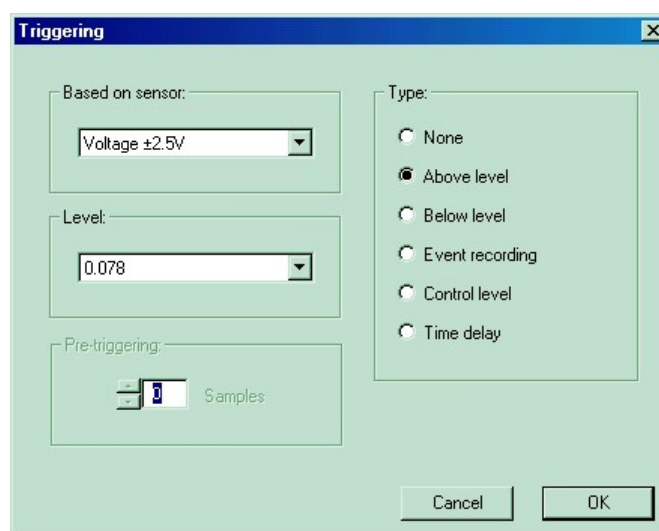 Triggering
Based on sensor:
Voltage ±2.5V
Level:
0.078
Pre-triggering:
0 Samples
Type:
None
Above level
Below level
Event recording
Control level
Time delay
Cancel
OK